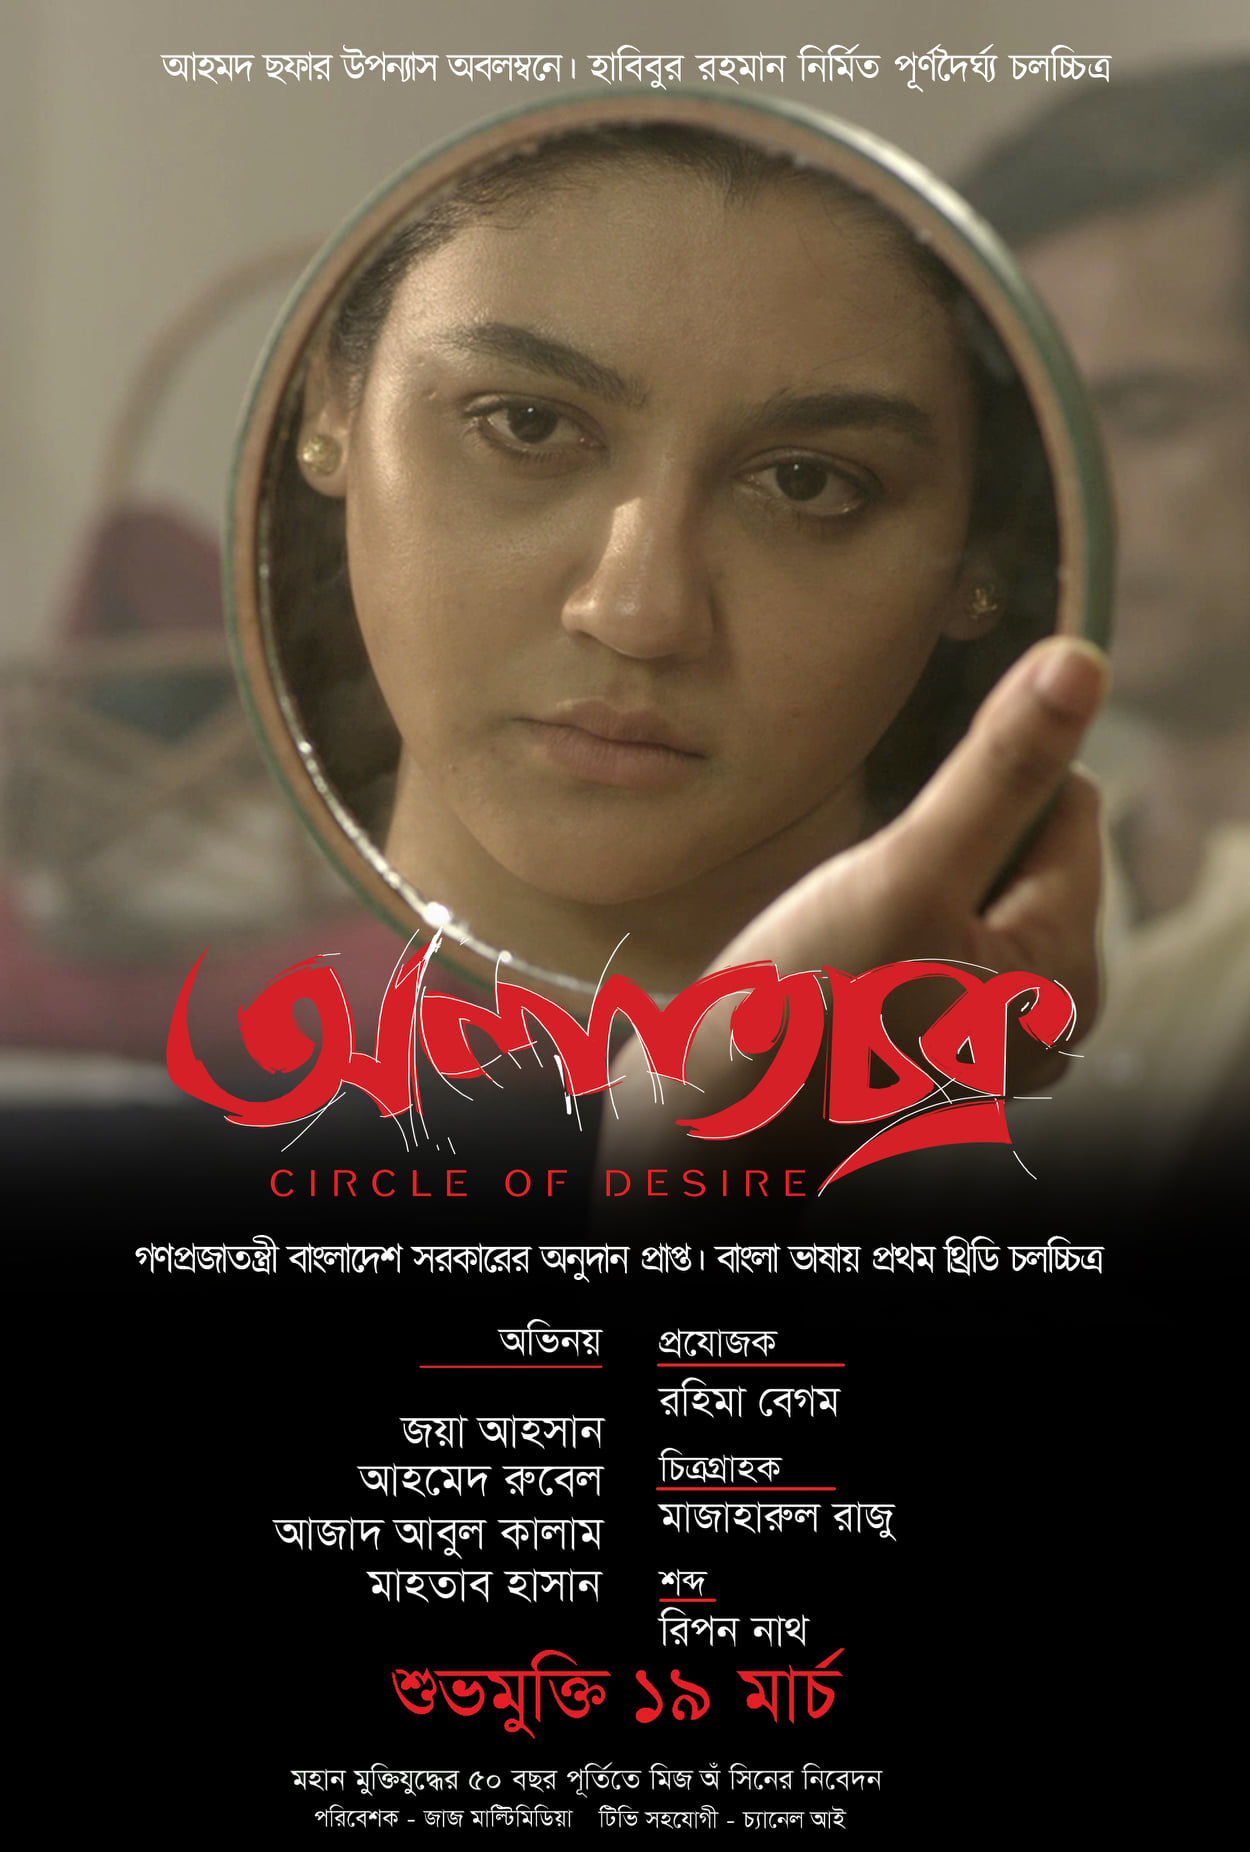 আহমদ ছফার উপন্যাস অবলম্বনে। হাবিবুর রহমান নির্মিত পূর্ণদৈর্ঘ্য চলচ্চিত্র
অলাতচক্র
CIRCLE OF DESIRE
গণপ্রজাতন্ত্রী বাংলাদেশ সরকারের অনুদান প্রাপ্ত। বাংলা ভাষায় প্রথম থ্রিডি চলচ্চিত্র
অভিনয়
জয়া আহসান
আহমেদ রুবেল
আজাদ আবুল কালাম
মাহতাব হাসান
প্রযোজক
রহিমা বেগম
চিত্রগ্রাহক
মাজাহারুল রাজু
শব্দ
রিপন নাথ
শুভমুক্তি ১৯ মার্চ
মহান মুক্তিযুদ্ধের ৫০ বছর পূর্তিতে মিজ অঁ সিনের নিবেদন
পরিবেশক - জাজ মাল্টিমিডিয়া টিভি সহযোগী - চ্যানেল আই